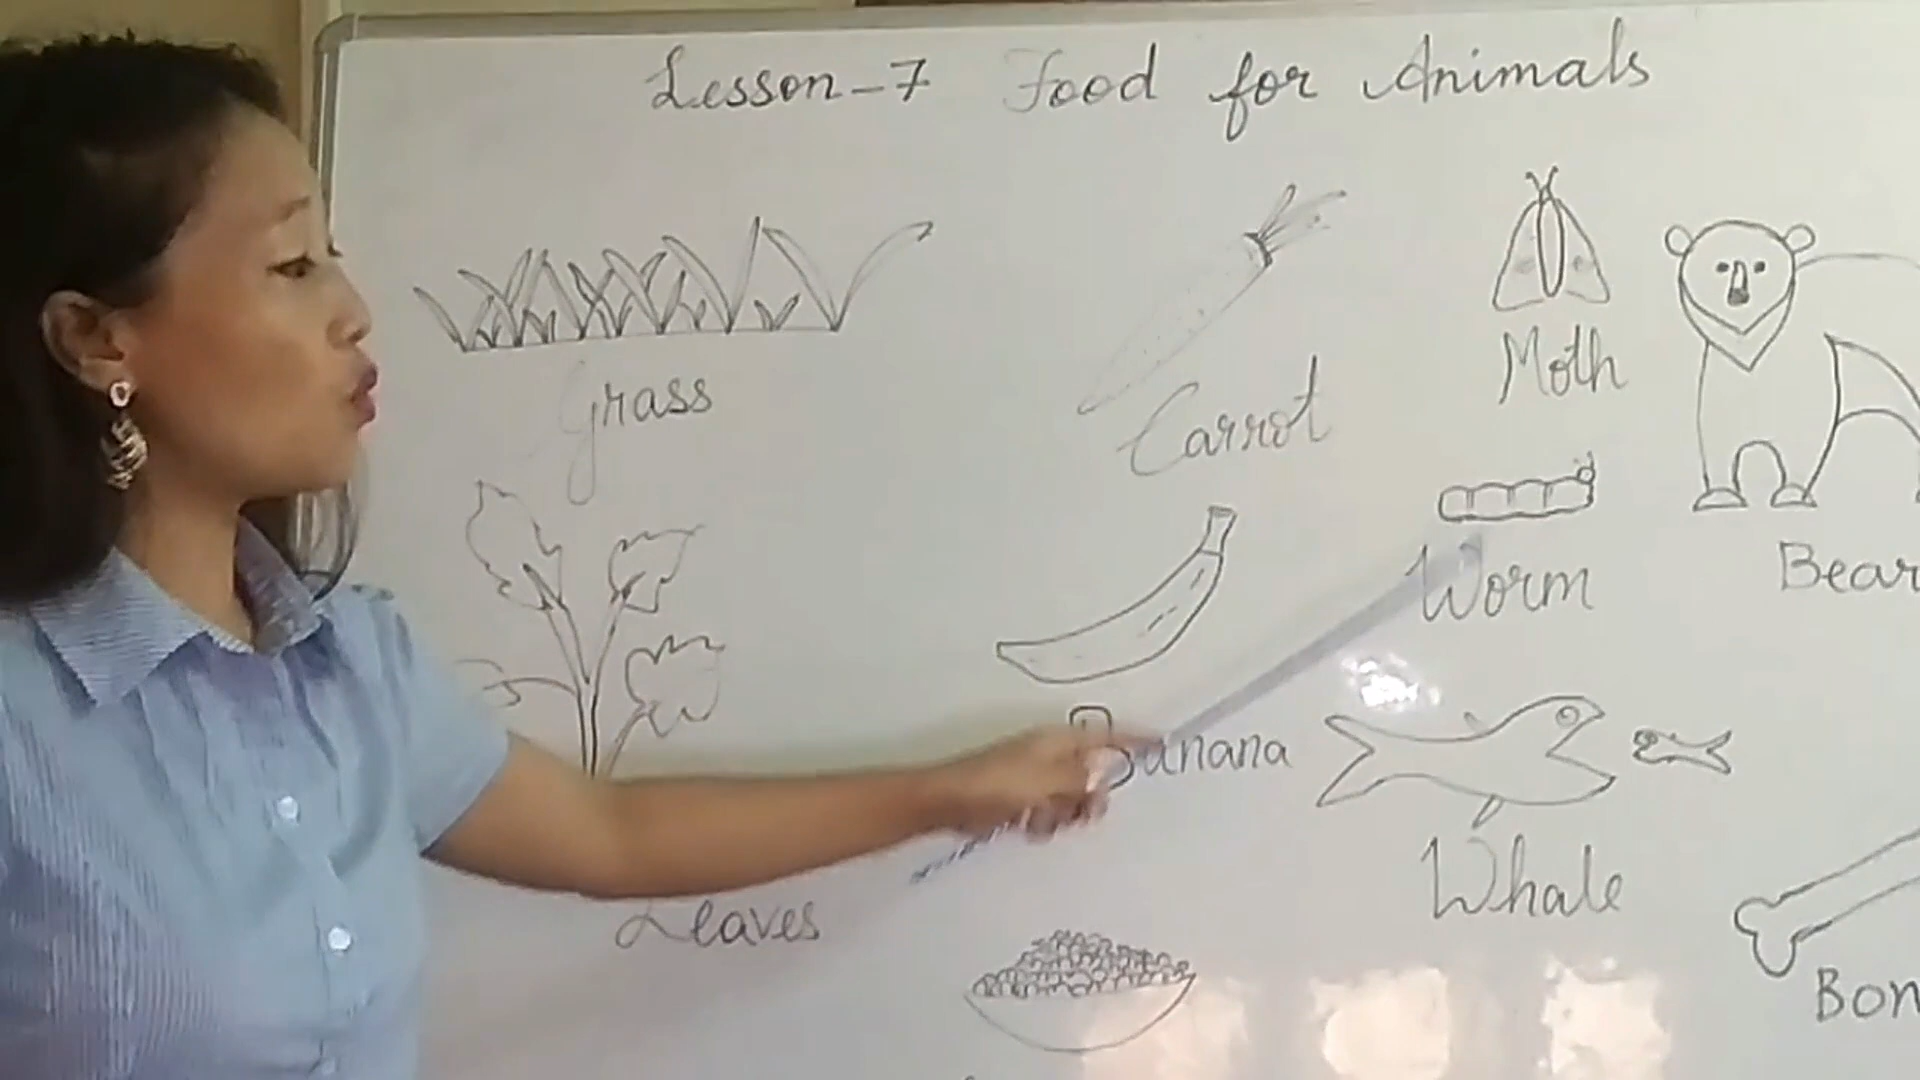 Lesson-7 Food for Animals
Grass
Carrot
Moth
Worm
Bear
Banana
Leaves
Whale
Bon